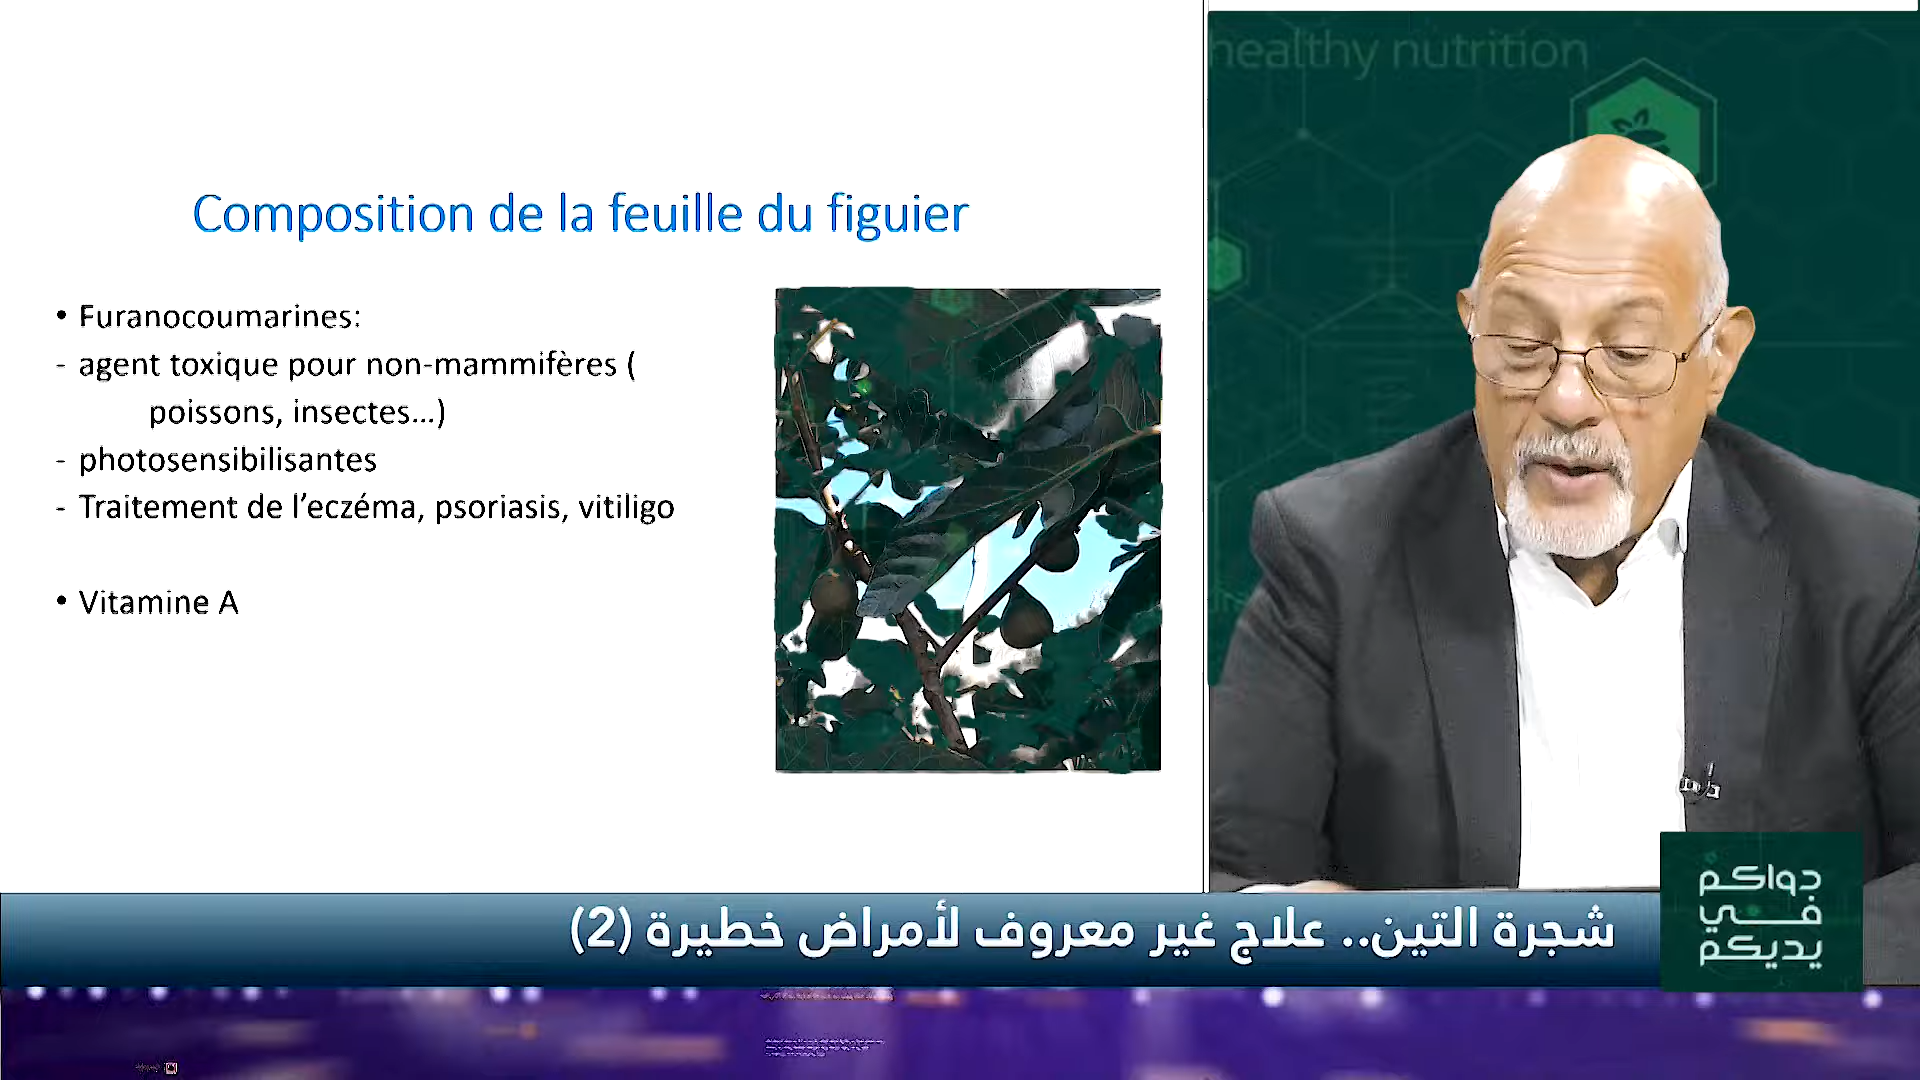 healthy nutrition
Composition de la feuille du figuier
• Furanocoumarines:
- agent toxique pour non-mammifères (
poissons, insectes...)
- photosensibilisantes
- Traitement de l’eczéma, psoriasis, vitiligo
• Vitamine A
شجرة التين.. علاج غير معروف لأمراض خطيرة (2)
دواكم
في
يديكم